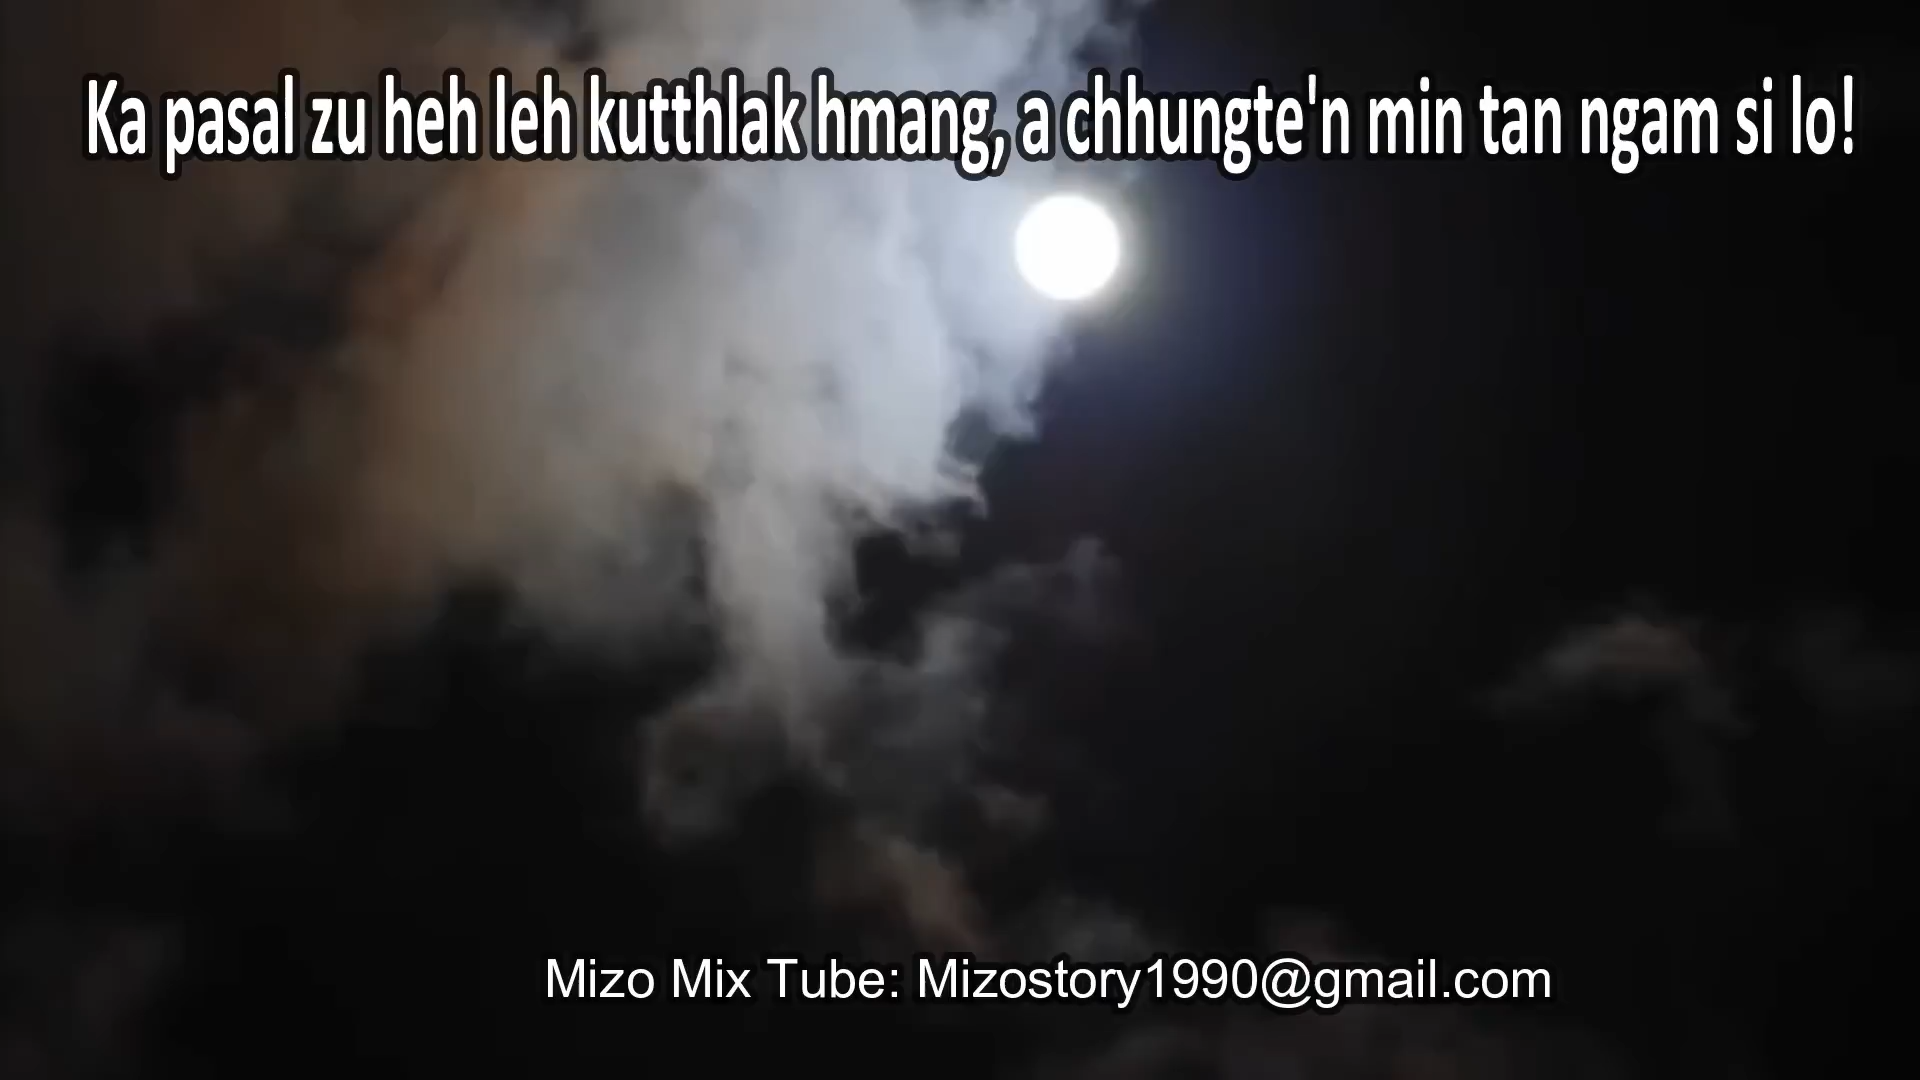 Ka pasal zu heh leh kutthlak hmang, a chhungte'n min tan ngam si lo!
Mizo Mix Tube: Mizostory1990@gmail.com